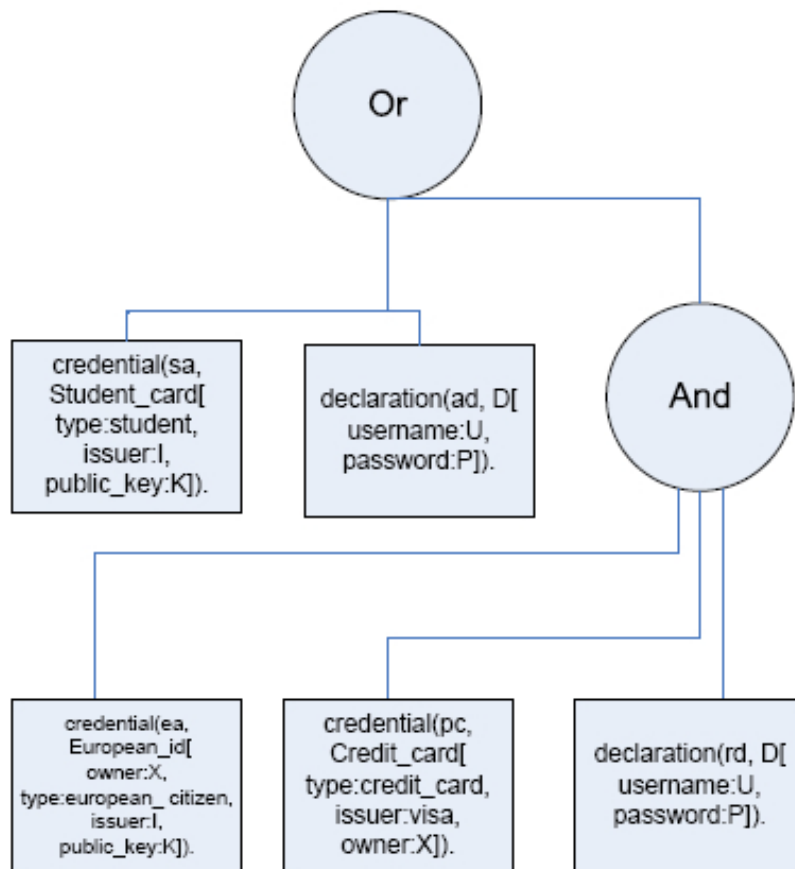 Or
credential(sa,
Student_card[
type:student,
issuer:I,
public_key:K]).
declaration(ad, D[
username:U,
password:P]).
And
credential(ea,
European_id[
owner:X,
type:european_ citizen,
issuer:I,
public_key:K]).
credential(pc,
Credit_card[
type:credit_card,
issuer:visa,
owner:X]).
declaration(rd, D[
username:U,
password:P]).